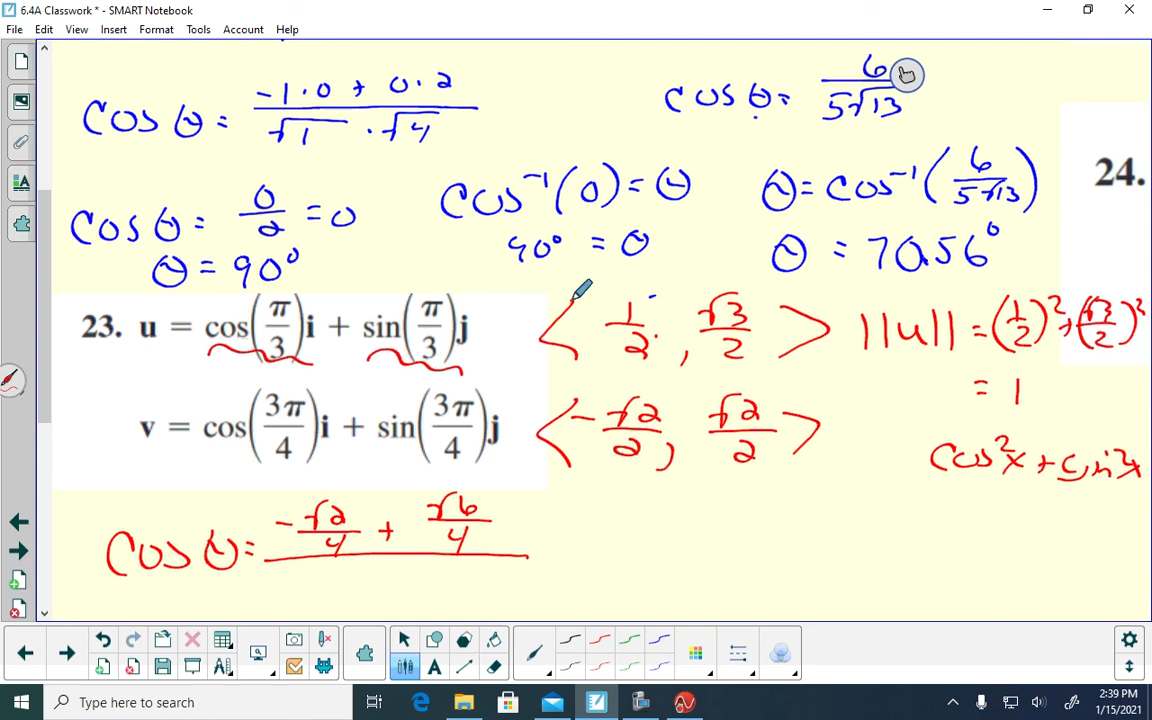 6.4A Classwork * - SMART Notebook
File Edit View Insert Format Tools Account Help
cos θ = -1·0 + 0·2 / √1 · √4
cos θ = 6 / 5√13
cos θ = 0/2 = 0
cos⁻¹(0) = θ
θ = cos⁻¹(6 / 5√13)
24.
θ = 90°
90° = θ
θ = 70.56°
23. u = cos(π/3)i + sin(π/3)j
< 1/2, √3/2 >
||u|| = (1/2)² + (√3/2)²
= 1
v = cos(3π/4)i + sin(3π/4)j
< -√2/2, √2/2 >
cos²x + sin²x
cos θ = -√2/4 + √6/4
Type here to search
2:39 PM
1/15/2021